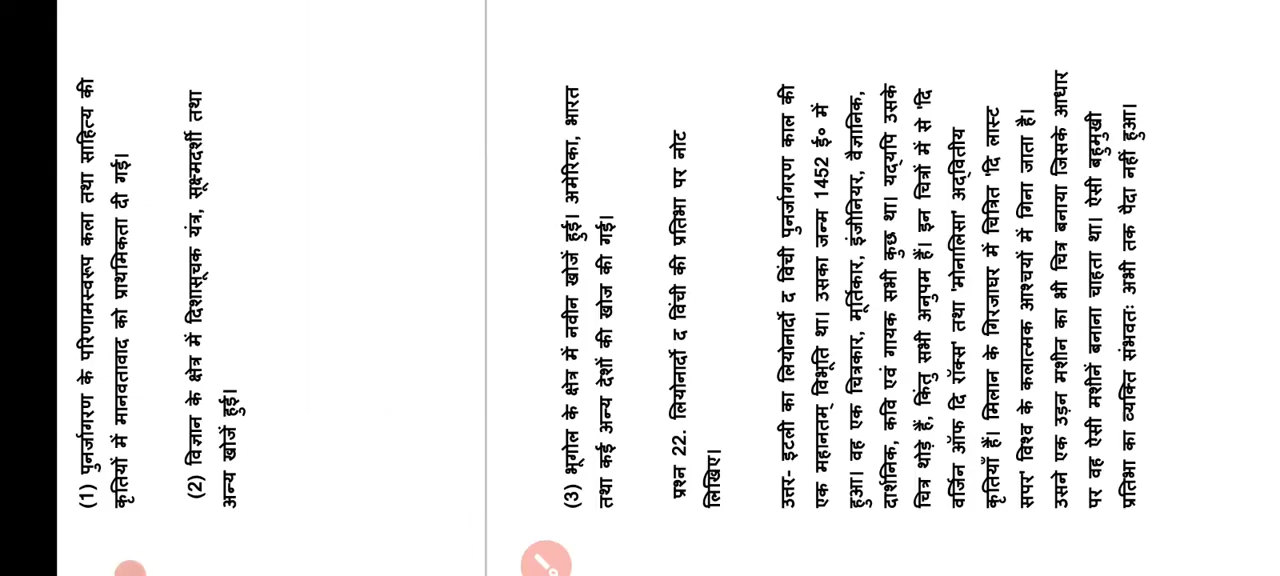 (1) पुनर्जागरण के परिणामस्वरूप कला तथा साहित्य की
कृतियों में मानवतावाद को प्राथमिकता दी गई।
(2) विज्ञान के क्षेत्र में दिशासूचक यंत्र, सूक्ष्मदर्शी तथा
अन्य खोजें हुई।
(3) भूगोल के क्षेत्र में नवीन खोजें हुई। अमेरिका, भारत
तथा कई अन्य देशों की खोज की गई।
प्रश्न 22. लियोनार्दो द विंची की प्रतिभा पर नोट
लिखिए।
उत्तर- इटली का लियोनार्दो द विंची पुनर्जागरण काल की
एक महानतम् विभूति था। उसका जन्म 1452 ई० में
हुआ। वह एक चित्रकार, मूर्तिकार, इंजीनियर, वैज्ञानिक,
दार्शनिक, कवि एवं गायक सभी कुछ था। यद्यपि उसके
चित्र थोड़े हैं, किंतु सभी अनुपम हैं। इन चित्रों में से 'दि
वर्जिन ऑफ दि रॉक्स' तथा 'मोनालिसा' अद्वितीय
कृतियाँ हैं। मिलान के गिरजाघर में चित्रित 'दि लास्ट
सपर' विश्व के कलात्मक आश्चयों में गिना जाता है।
उसने एक उड़न मशीन का भी चित्र बनाया जिसके आधार
पर वह ऐसी मशीनें बनाना चाहता था। ऐसी बहुमुखी
प्रतिभा का व्यक्ति संभवतः अभी तक पैदा नहीं हुआ।